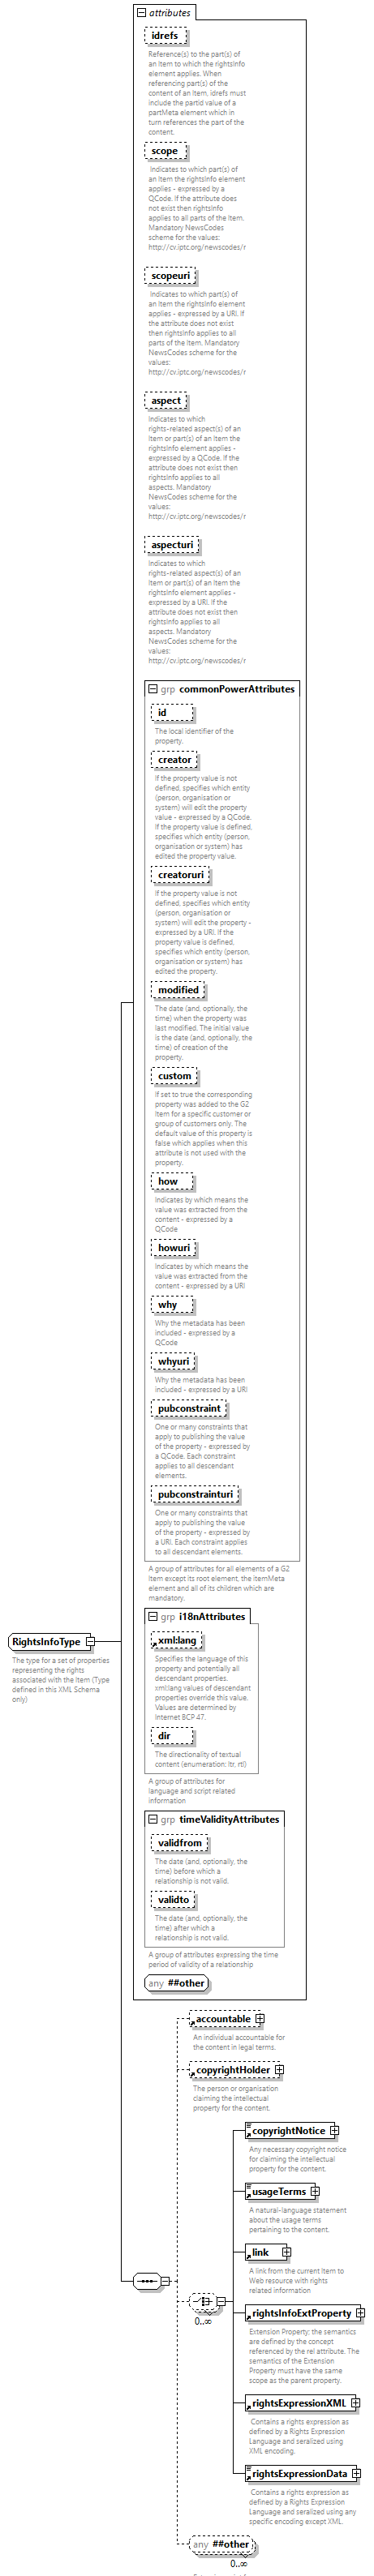 attributes
idrefs
Reference(s) to the part(s) of
an Item to which the rightsInfo
element applies. When
referencing part(s) of the
content of an Item, idrefs must
include the partid value of a
partMeta element which in
turn references the part of the
content.
scope
Indicates to which part(s) of
an Item the rightsInfo element
applies - expressed by a
QCode. If the attribute does
not exist then rightsInfo
applies to all parts of the Item.
Mandatory NewsCodes
scheme for the values:
http://cv.iptc.org/newscodes/r
scopeuri
Indicates to which part(s) of
an Item the rightsInfo element
applies - expressed by a URI. If
the attribute does not exist
then rightsInfo applies to all
parts of the Item. Mandatory
NewsCodes scheme for the
values:
http://cv.iptc.org/newscodes/r
aspect
Indicates to which
rights-related aspect(s) of an
Item or part(s) of an Item the
rightsInfo element applies -
expressed by a QCode. If the
attribute does not exist then
rightsInfo applies to all
aspects. Mandatory
NewsCodes scheme for the
values:
http://cv.iptc.org/newscodes/r
aspecturi
Indicates to which
rights-related aspect(s) of an
Item or part(s) of an Item the
rightsInfo element applies -
expressed by a URI. If the
attribute does not exist then
rightsInfo applies to all
aspects. Mandatory
NewsCodes scheme for the
values:
http://cv.iptc.org/newscodes/r
grp commonPowerAttributes
id
The local identifier of the
property.
creator
If the property value is not
defined, specifies which entity
(person, organisation or
system) will edit the property
value - expressed by a QCode.
If the property value is defined,
specifies which entity (person,
organisation or system) has
edited the property value.
creatoruri
If the property value is not
defined, specifies which entity
(person, organisation or
system) will edit the property -
expressed by a URI. If the
property value is defined,
specifies which entity (person,
organisation or system) has
edited the property.
modified
The date (and, optionally, the
time) when the property was
last modified. The initial value
is the date (and, optionally, the
time) of creation of the
property.
custom
If set to true the corresponding
property was added to the G2
Item for a specific customer or
group of customers only. The
default value of this property is
false which applies when this
attribute is not used with the
property.
how
Indicates by which means the
value was extracted from the
content - expressed by a
QCode
howuri
Indicates by which means the
value was extracted from the
content - expressed by a URI
why
Why the metadata has been
included - expressed by a
QCode
whyuri
Why the metadata has been
included - expressed by a URI
pubconstraint
One or many constraints that
apply to publishing the value
of the property - expressed by
a QCode. Each constraint
applies to all descendant
elements.
pubconstrainturi
One or many constraints that
apply to publishing the value
of the property - expressed by
a URI. Each constraint applies
to all descendant elements.
A group of attributes for all elements of a G2
Item except its root element, the itemMeta
element and all of its children which are
mandatory.
grp i18nAttributes
xml:lang
Specifies the language of this
property and potentially all
descendant properties.
xml:lang values of descendant
properties override this value.
Values are determined by
Internet BCP 47.
dir
The directionality of textual
content (enumeration: ltr, rtl)
A group of attributes for
language and script related
information
RightsInfoType
The type for a set of properties
representing the rights
associated with the Item (Type
defined in this XML Schema
only)
grp timeValidityAttributes
validfrom
The date (and, optionally, the
time) before which a
relationship is not valid.
validto
The date (and, optionally, the
time) after which a
relationship is not valid.
A group of attributes expressing the time
period of validity of a relationship
any ##other
accountable
An individual accountable for
the content in legal terms.
copyrightHolder
The person or organisation
claiming the intellectual
property for the content.
copyrightNotice
Any necessary copyright notice
for claiming the intellectual
property for the content.
usageTerms
A natural-language statement
about the usage terms
pertaining to the content.
link
A link from the current Item to
Web resource with rights
related information
0..∞
rightsInfoExtProperty
Extension Property; the semantics
are defined by the concept
referenced by the rel attribute. The
semantics of the Extension
Property must have the same
scope as the parent property.
rightsExpressionXML
Contains a rights expression as
defined by a Rights Expression
Language and seralized using
XML encoding.
rightsExpressionData
Contains a rights expression as
defined by a Rights Expression
Language and seralized using any
specific encoding except XML.
any ##other
0..∞